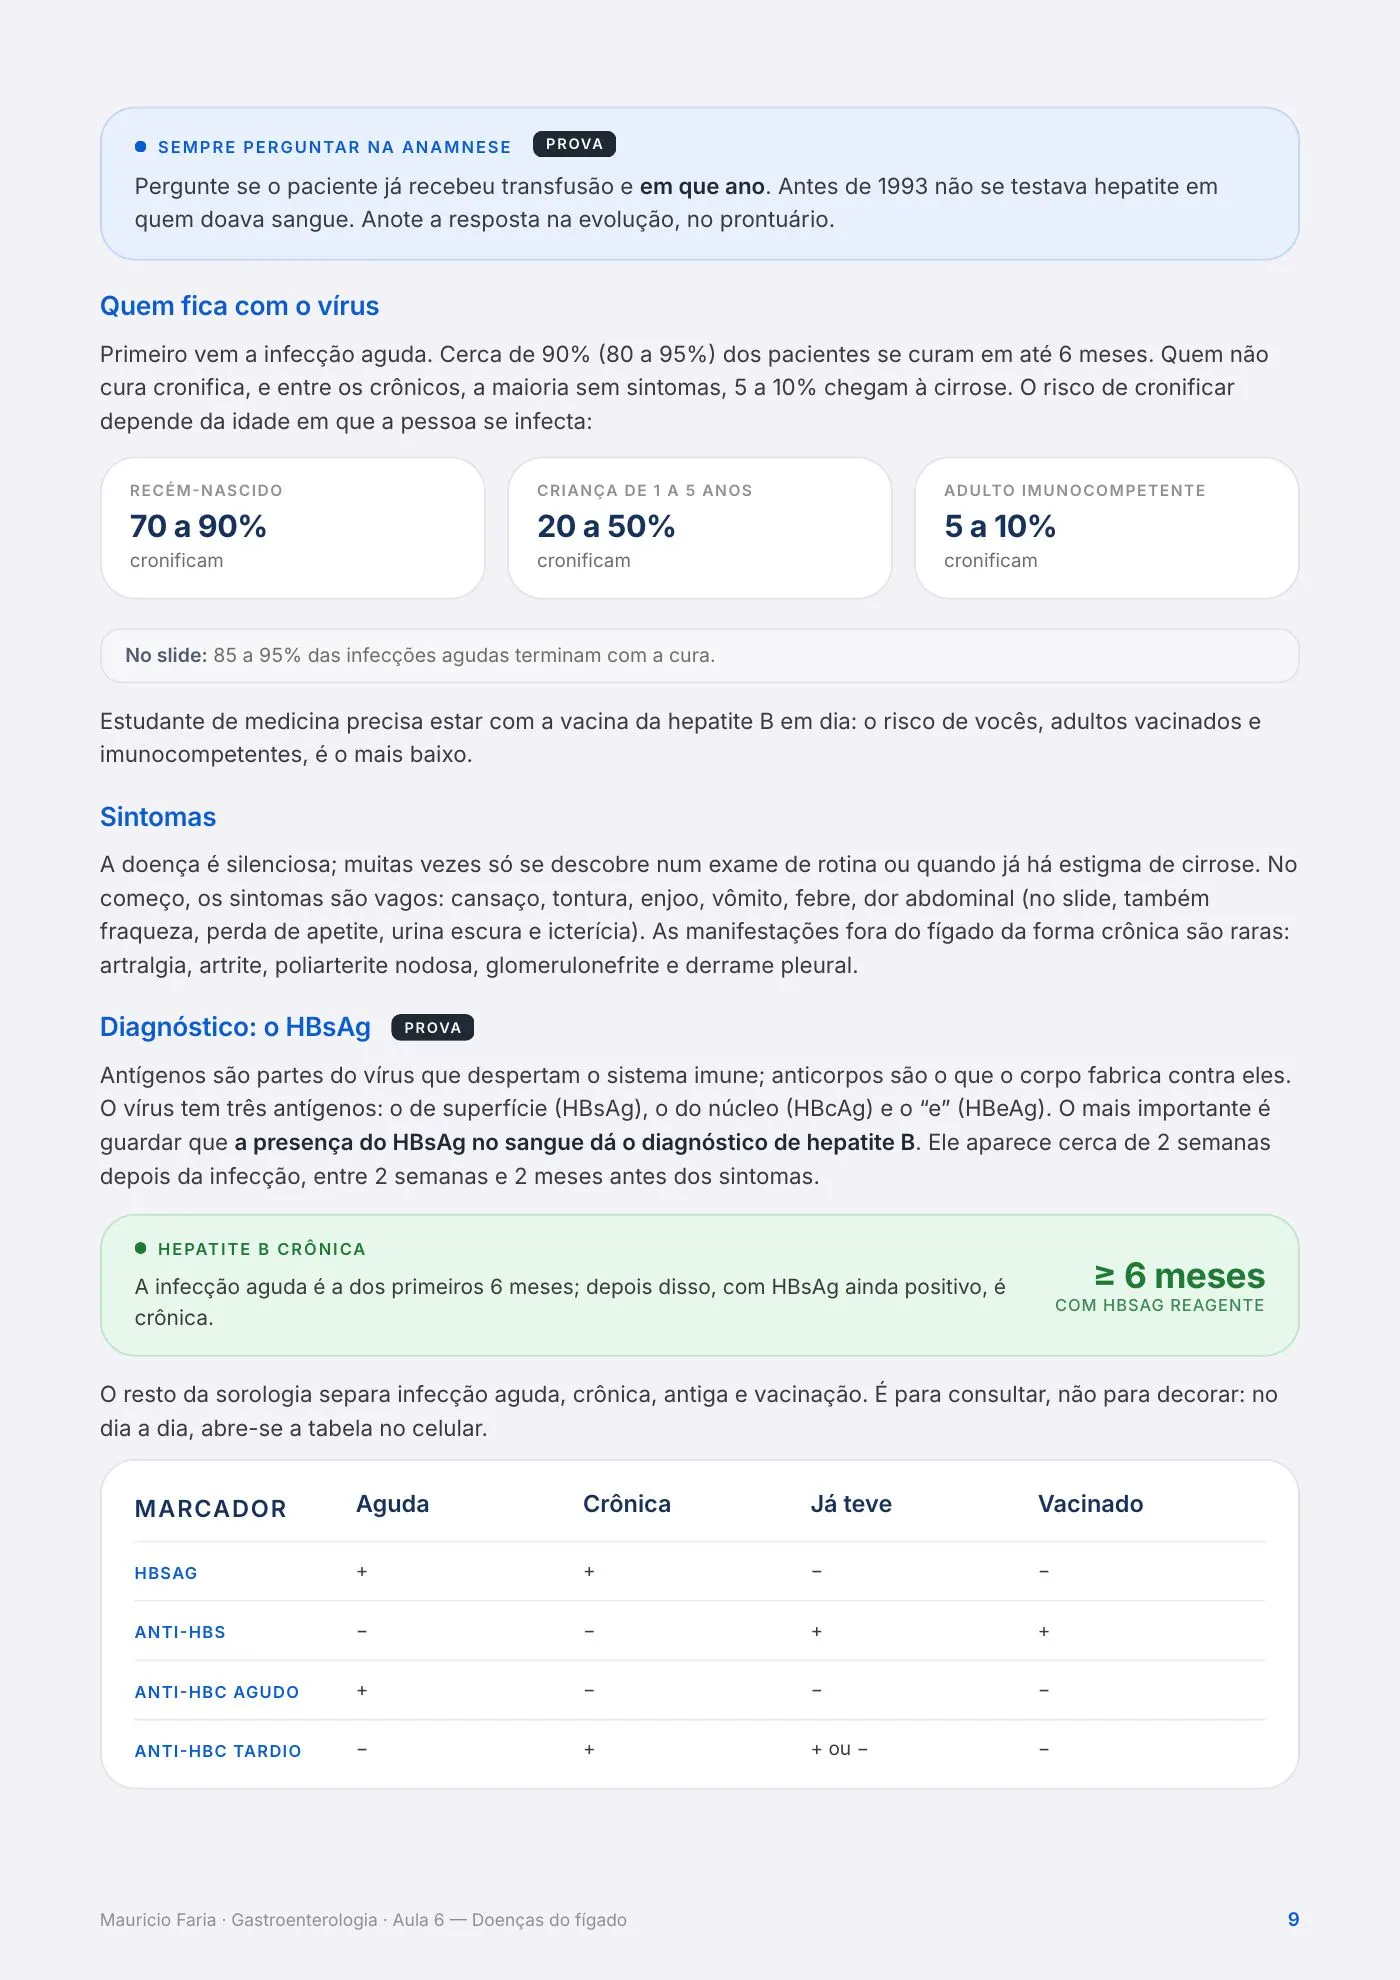 SEMPRE PERGUNTAR NA ANAMNESE PROVA
Pergunte se o paciente já recebeu transfusão e em que ano. Antes de 1993 não se testava hepatite em
quem doava sangue. Anote a resposta na evolução, no prontuário.
Quem fica com o vírus
Primeiro vem a infecção aguda. Cerca de 90% (80 a 95%) dos pacientes se curam em até 6 meses. Quem não
cura cronifica, e entre os crônicos, a maioria sem sintomas, 5 a 10% chegam à cirrose. O risco de cronificar
depende da idade em que a pessoa se infecta:
RECÉM-NASCIDO
70 a 90%
cronificam
CRIANÇA DE 1 A 5 ANOS
20 a 50%
cronificam
ADULTO IMUNOCOMPETENTE
5 a 10%
cronificam
No slide: 85 a 95% das infecções agudas terminam com a cura.
Estudante de medicina precisa estar com a vacina da hepatite B em dia: o risco de vocês, adultos vacinados e
imunocompetentes, é o mais baixo.
Sintomas
A doença é silenciosa; muitas vezes só se descobre num exame de rotina ou quando já há estigma de cirrose. No
começo, os sintomas são vagos: cansaço, tontura, enjoo, vômito, febre, dor abdominal (no slide, também
fraqueza, perda de apetite, urina escura e icterícia). As manifestações fora do fígado da forma crônica são raras:
artralgia, artrite, poliarterite nodosa, glomerulonefrite e derrame pleural.
Diagnóstico: o HBsAg PROVA
Antígenos são partes do vírus que despertam o sistema imune; anticorpos são o que o corpo fabrica contra eles.
O vírus tem três antígenos: o de superfície (HBsAg), o do núcleo (HBcAg) e o “e” (HBeAg). O mais importante é
guardar que a presença do HBsAg no sangue dá o diagnóstico de hepatite B. Ele aparece cerca de 2 semanas
depois da infecção, entre 2 semanas e 2 meses antes dos sintomas.
HEPATITE B CRÔNICA
A infecção aguda é a dos primeiros 6 meses; depois disso, com HBsAg ainda positivo, é
crônica.
≥ 6 meses
COM HBSAG REAGENTE
O resto da sorologia separa infecção aguda, crônica, antiga e vacinação. É para consultar, não para decorar: no
dia a dia, abre-se a tabela no celular.
MARCADOR Aguda Crônica Já teve Vacinado
HBSAG + + − −
ANTI-HBS − − + +
ANTI-HBC AGUDO + − − −
ANTI-HBC TARDIO − + + ou − −
Mauricio Faria · Gastroenterologia · Aula 6 — Doenças do fígado 9